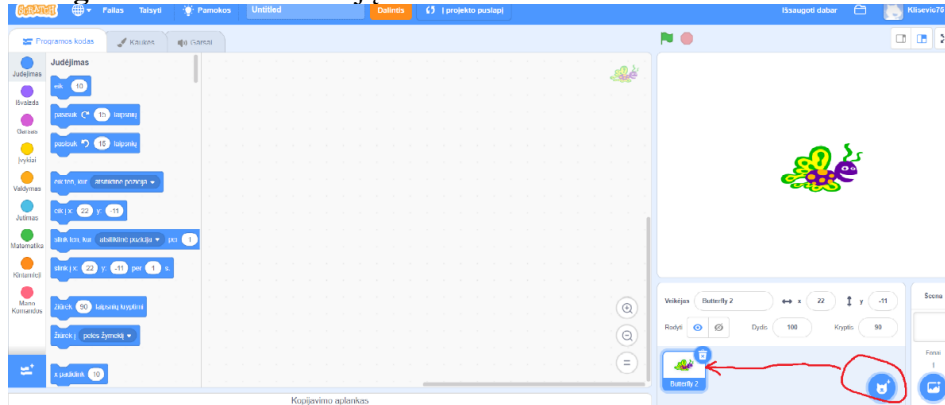 SCRATCH Failas Taisyti Pamokos Untitled Dalintis Į projekto puslapį Išsaugoti dabar
Programos kodas Kaukės Garsai
Judėjimas
Judėjimas
eik 10
Išvaizda
pasisuk 15 laipsnių
Garsas
pasisuk 15 laipsnių
Įvykiai
eik ten, kur atsitiktinė pozicija
Valdymas
eik į x: 22 y: -11
Jutimas
slink ten, kur atsitiktinė pozicija per 1
Matematika
slink į x: 22 y: -11 per 1 s.
Kintamieji
žiūrėk 90 laipsnių kryptimi
Mano Komandos
žiūrėk į pelės žymeklį
x padidink 10
Kopijavimo aplankas
Veikėjas Butterfly 2 x 22 y -11
Rodyti Dydis 100 Kryptis 90
Butterfly 2
Scena
Fonai
1